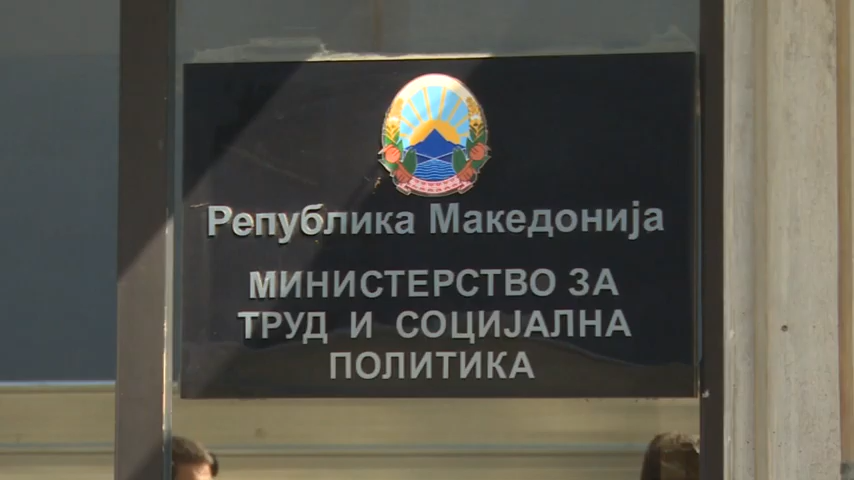 Република Македонија
МИНИСТЕРСТВО ЗА
ТРУД И СОЦИЈАЛНА
ПОЛИТИКА